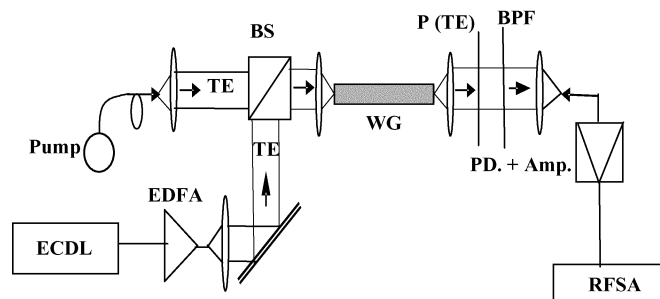 P (TE) BPF
BS
TE
WG
Pump
TE
PD. + Amp.
EDFA
ECDL
RFSA